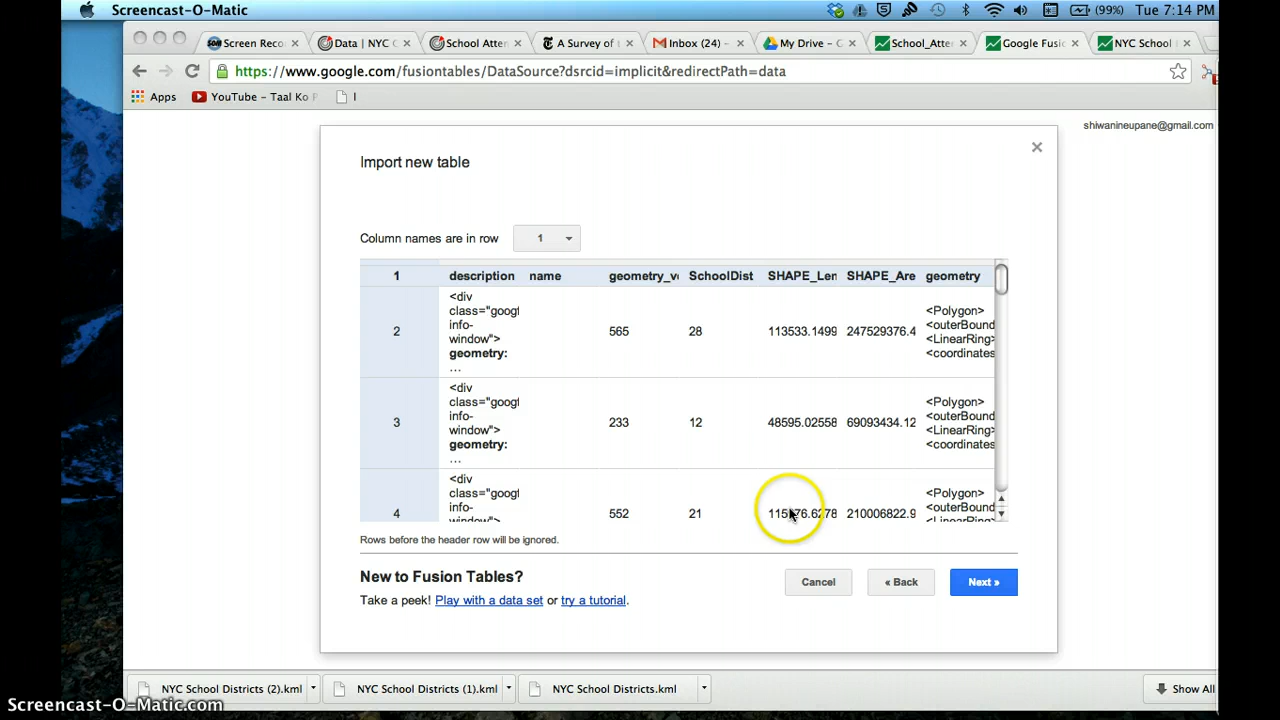 Screencast-O-Matic (99%) Tue 7:14 PM
Screen Reco Data | NYC C School Atten A Survey of t Inbox (24) - My Drive - G School_Atte Google Fusi NYC School
https://www.google.com/fusiontables/DataSource?dsrcid=implicit&redirectPath=data
Apps YouTube - Taal Ko P I
shiwanineupane@gmail.com
Import new table
Column names are in row 1
1 description name geometry_ve SchoolDist SHAPE_Len SHAPE_Are geometry
<div
class="goog
info-
window">
geometry:
...
2 565 28 113533.1499 247529376.4
<Polygon>
<outerBound
<LinearRing>
<coordinates
<div
class="goog
info-
window">
geometry:
...
3 233 12 48595.02558 69093434.12
<Polygon>
<outerBound
<LinearRing>
<coordinates
<div
class="goog
info-
window">
4 552 21 210006822.9
<Polygon>
<outerBound
<LinearRing>
Rows before the header row will be ignored.
New to Fusion Tables?
Take a peek! Play with a data set or try a tutorial.
Cancel « Back Next »
NYC School Districts (2).kml NYC School Districts (1).kml NYC School Districts.kml Show All
Screencast-O-Matic.com